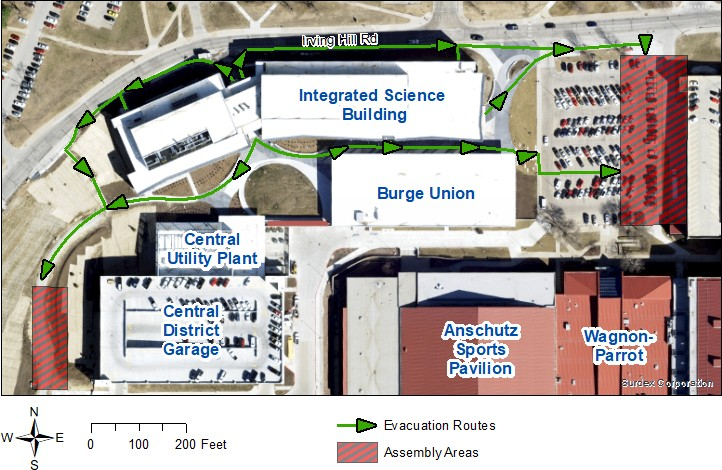 Irving Hill Rd
Integrated Science
Building
Burge Union
Central
Utility Plant
Central
District
Garage
Anschutz
Sports
Pavilion
Wagnon-
Parrot
Surdex Corporation
N
W E
S
0 100 200 Feet
Evacuation Routes
Assembly Areas